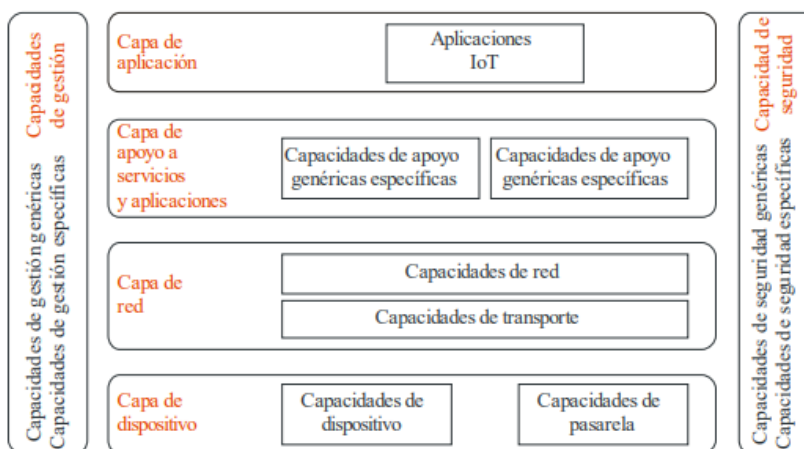 Capacidades
de gestión
Capacidades de gestión genéricas
Capacidades de gestión específicas
Capa de
aplicación
Aplicaciones
IoT
Capa de
apoyo a
servicios
y aplicaciones
Capacidades de apoyo
genéricas específicas
Capacidades de apoyo
genéricas específicas
Capa de
red
Capacidades de red
Capacidades de transporte
Capa de
dispositivo
Capacidades de
dispositivo
Capacidades de
pasarela
Capacidad de
seguridad
Capacidades de seguridad genéricas
Capacidades de seguridad específicas